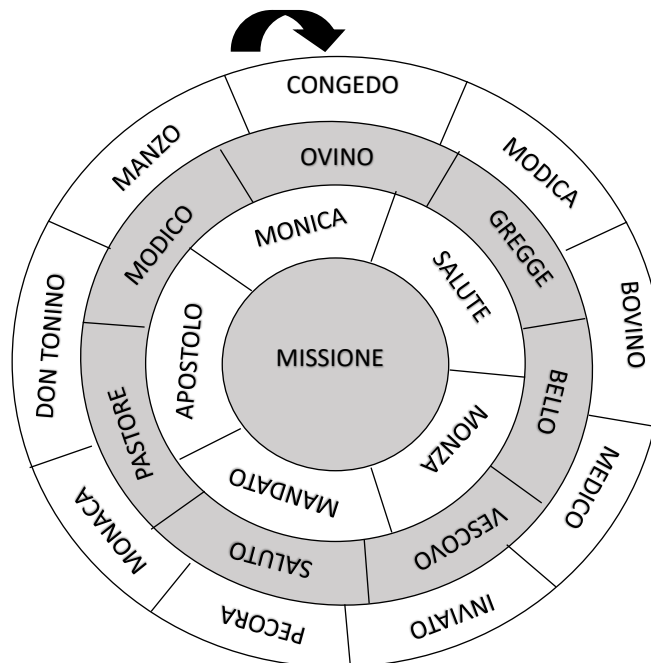 CONGEDO
MODICA
BOVINO
MEDICO
INVIATO
PECORA
MONACA
DON TONINO
MANZO
OVINO
GREGGE
BELLO
VESCOVO
SALUTO
PASTORE
MODICO
MONICA
SALUTE
MONZA
MANDATO
APOSTOLO
MISSIONE